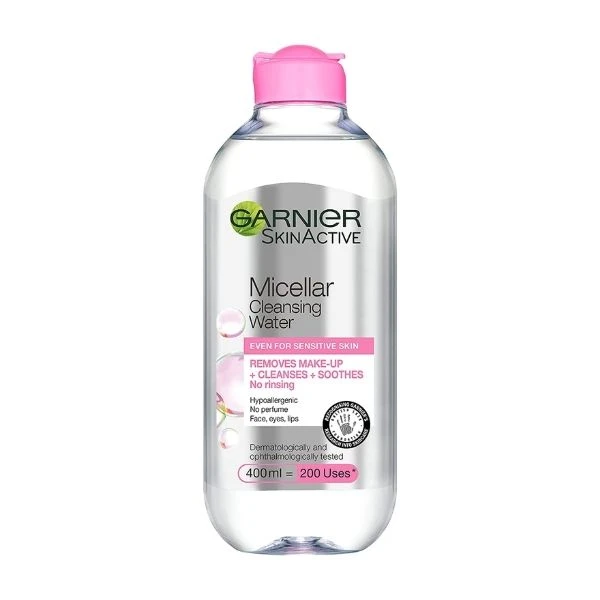 GARNIER
SKINACTIVE
Micellar
Cleansing
Water
EVEN FOR SENSITIVE SKIN
REMOVES MAKE-UP
+ CLEANSES + SOOTHES
No rinsing
Hypoallergenic
No perfume
Face, eyes, lips
Dermatologically and
ophthalmologically tested
400ml = 200 Uses*